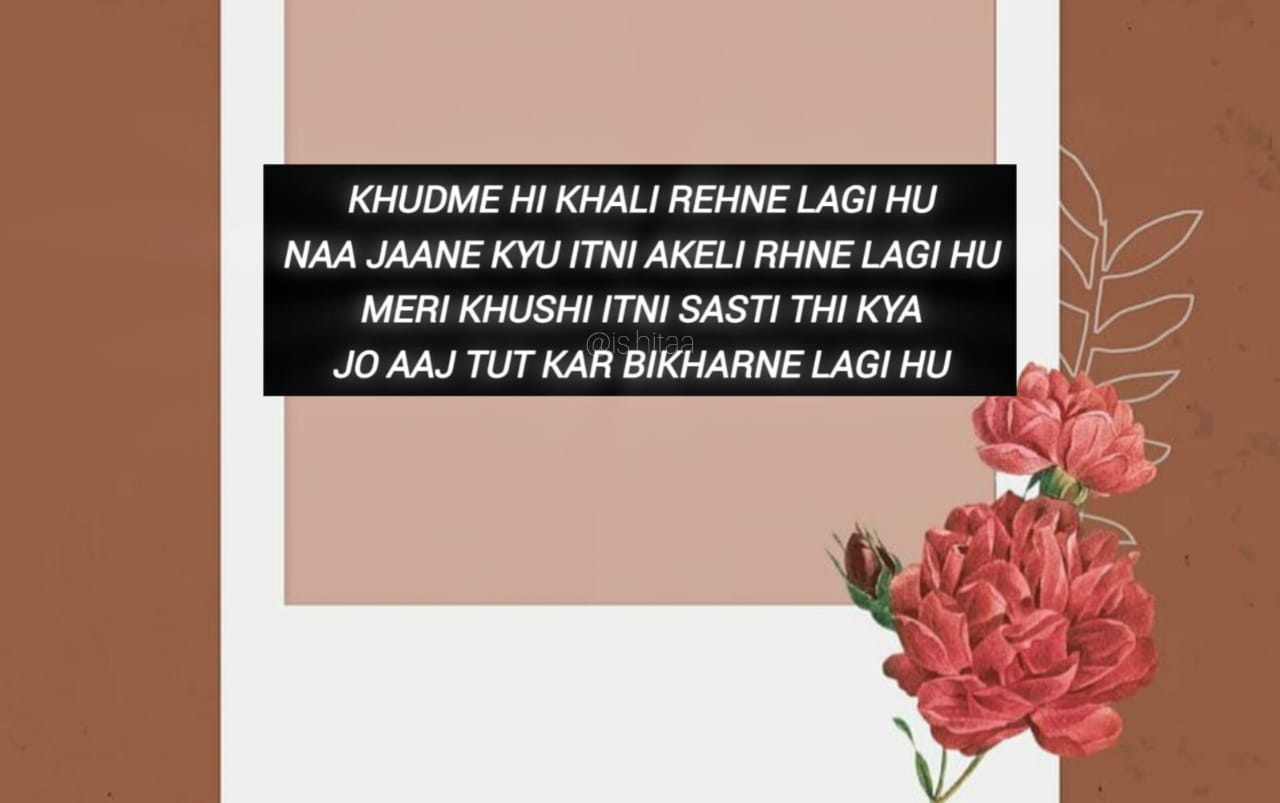 KHUDME HI KHALI REHNE LAGI HU
NAA JAANE KYU ITNI AKELI RHNE LAGI HU
MERI KHUSHI ITNI SASTI THI KYA
@ishitaa
JO AAJ TUT KAR BIKHARNE LAGI HU